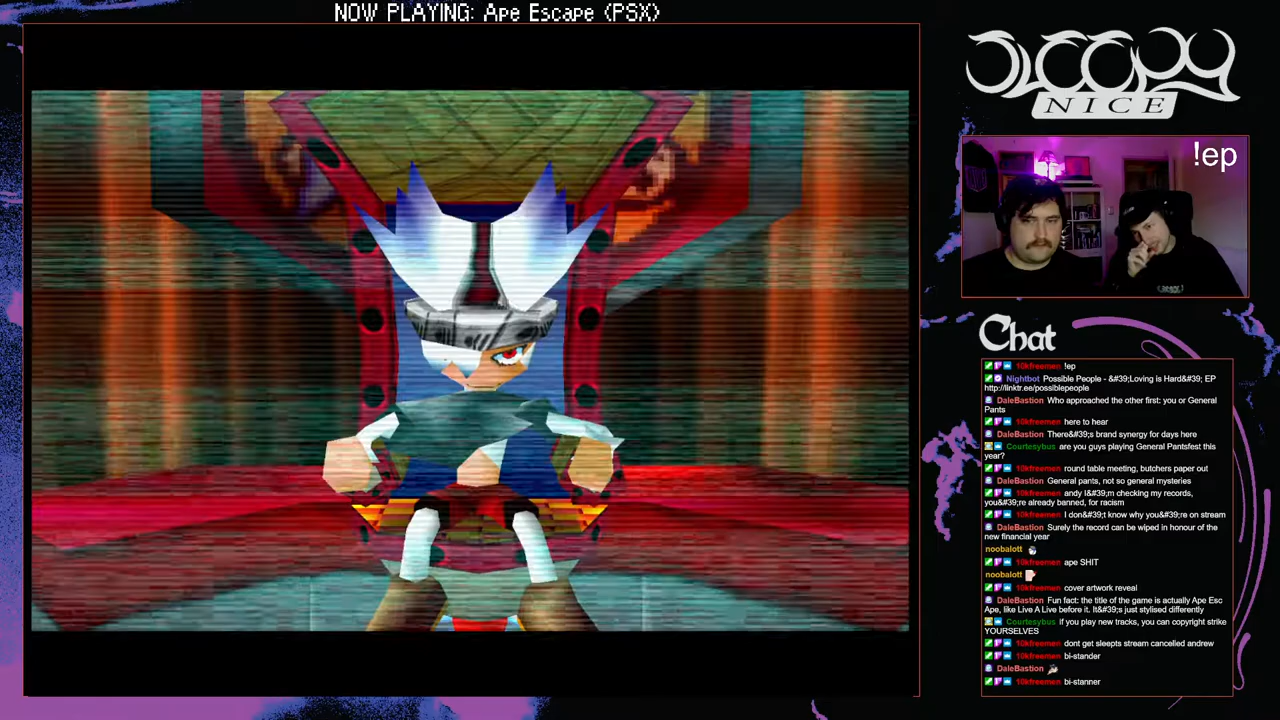 NOW PLAYING: Ape Escape (PSX)
SLEEPY
NICE
!ep
Chat
10kfreemen !ep
Nightbot Possible People - &#39;Loving is Hard&#39; EP
http://linktr.ee/possiblepeople
DaleBastion Who approached the other first: you or General
Pants
10kfreemen here to hear
DaleBastion There&#39;s brand synergy for days here
Courtesybus are you guys playing General Pantsfest this
year?
10kfreemen round table meeting, butchers paper out
DaleBastion General pants, not so general mysteries
10kfreemen andy I&#39;m checking my records,
you&#39;re already banned, for racism
10kfreemen I don&#39;t know why you&#39;re on stream
DaleBastion Surely the record can be wiped in honour of the
new financial year
noobalott
10kfreemen ape SHIT
noobalott
10kfreemen cover artwork reveal
DaleBastion Fun fact: the title of the game is actually Ape Esc
Ape, like Live A Live before it. It&#39;s just stylised differently
Courtesybus if you play new tracks, you can copyright strike
YOURSELVES
10kfreemen dont get sleepts stream cancelled andrew
10kfreemen bi-stander
DaleBastion
10kfreemen bi-stanner